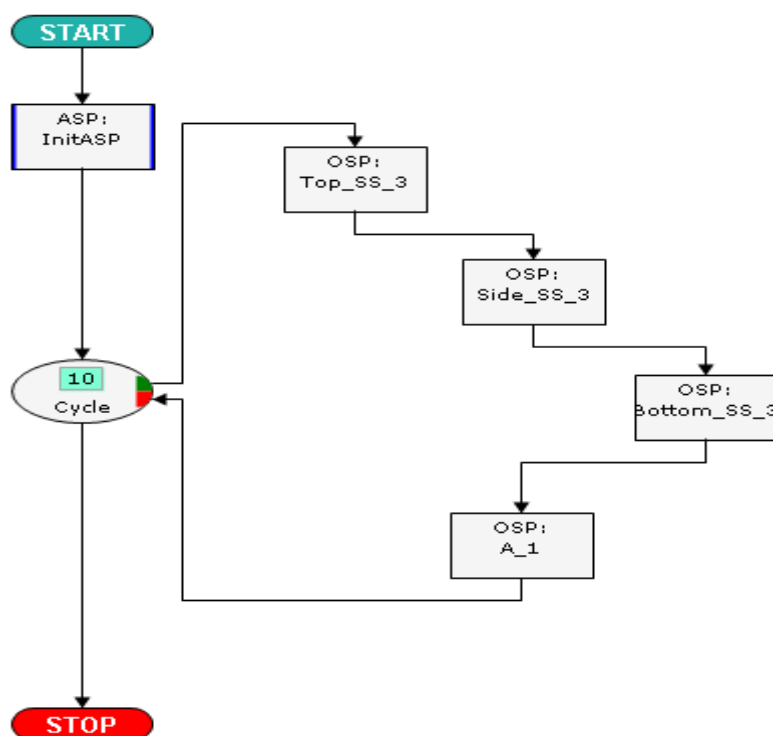 START
ASP:
InitASP
OSP:
Top_SS_3
OSP:
Side_SS_3
10
Cycle
OSP:
Bottom_SS_3
OSP:
A_1
STOP